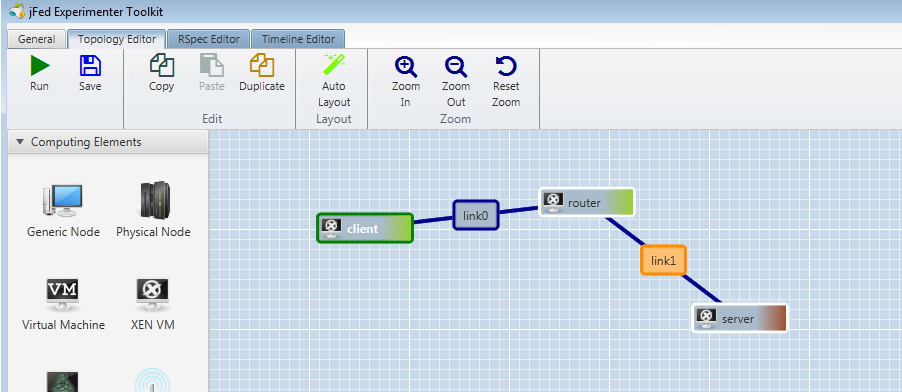 jFed Experimenter Toolkit
General Topology Editor RSpec Editor Timeline Editor
Run Save Copy Paste Duplicate Auto Layout Zoom In Zoom Out Reset Zoom
Edit Layout Zoom
Computing Elements
Generic Node Physical Node
VM
Virtual Machine XEN VM
client link0 router
link1
server